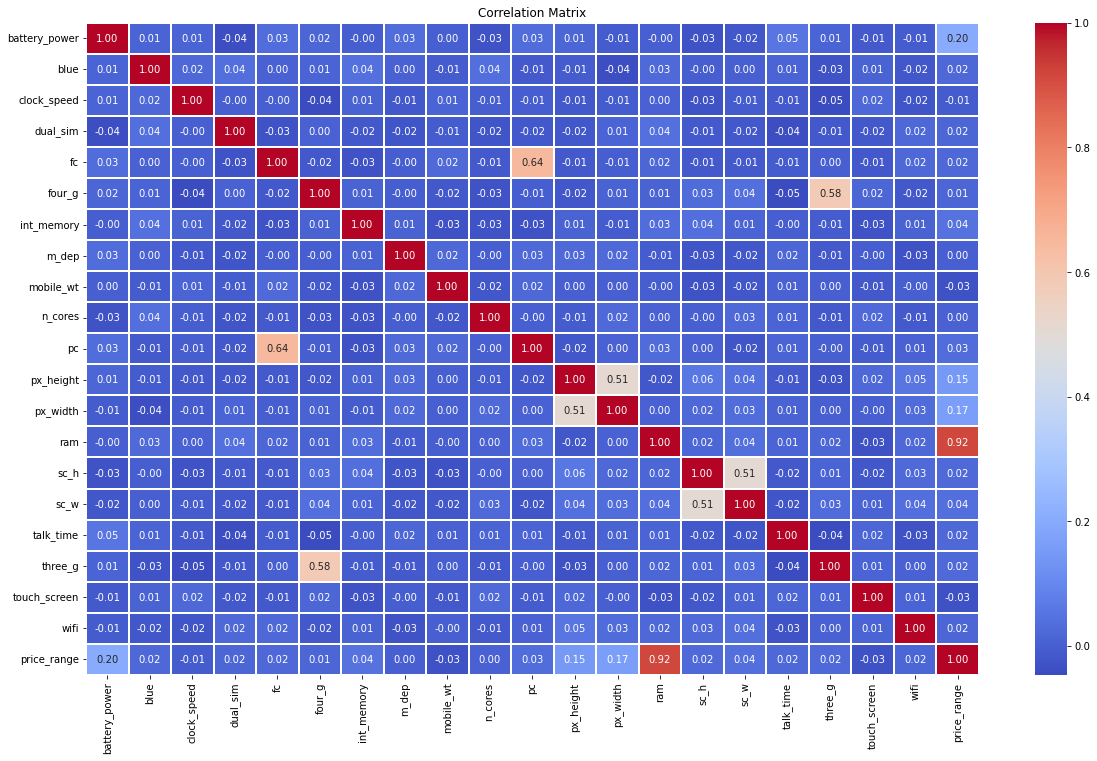 Correlation Matrix
battery_power 1.00 0.01 0.01 -0.04 0.03 0.02 -0.00 0.03 0.00 -0.03 0.03 0.01 -0.01 -0.00 -0.03 -0.02 0.05 0.01 -0.01 -0.01 0.20
blue 0.01 1.00 0.02 0.04 0.00 0.01 0.04 0.00 -0.01 0.04 -0.01 -0.01 -0.04 0.03 -0.00 0.00 0.01 -0.03 0.01 -0.02 0.02
clock_speed 0.01 0.02 1.00 -0.00 -0.00 -0.04 0.01 -0.01 0.01 -0.01 -0.01 -0.01 -0.01 0.00 -0.03 -0.01 -0.01 -0.05 0.02 -0.02 -0.01
dual_sim -0.04 0.04 -0.00 1.00 -0.03 0.00 -0.02 -0.02 -0.01 -0.02 -0.02 -0.02 0.01 0.04 -0.01 -0.02 -0.04 -0.01 -0.02 0.02 0.02
fc 0.03 0.00 -0.00 -0.03 1.00 -0.02 -0.03 -0.00 0.02 -0.01 0.64 -0.01 -0.01 0.02 -0.01 -0.01 -0.01 0.00 -0.01 0.02 0.02
four_g 0.02 0.01 -0.04 0.00 -0.02 1.00 0.01 -0.00 -0.02 -0.03 -0.01 -0.02 0.01 0.01 0.03 0.04 -0.05 0.58 0.02 -0.02 0.01
int_memory -0.00 0.04 0.01 -0.02 -0.03 0.01 1.00 0.01 -0.03 -0.03 -0.03 0.01 -0.01 0.03 0.04 0.01 -0.00 -0.01 -0.03 0.01 0.04
m_dep 0.03 0.00 -0.01 -0.02 -0.00 -0.00 0.01 1.00 0.02 -0.00 0.03 0.03 0.02 -0.01 -0.03 -0.02 0.02 -0.01 -0.00 -0.03 0.00
mobile_wt 0.00 -0.01 0.01 -0.01 0.02 -0.02 -0.03 0.02 1.00 -0.02 0.02 0.00 0.00 -0.00 -0.03 -0.02 0.01 0.00 -0.01 -0.00 -0.03
n_cores -0.03 0.04 -0.01 -0.02 -0.01 -0.03 -0.03 -0.00 -0.02 1.00 -0.00 -0.01 0.02 0.00 -0.00 0.03 0.01 -0.01 0.02 -0.01 0.00
pc 0.03 -0.01 -0.01 -0.02 0.64 -0.01 -0.03 0.03 0.02 -0.00 1.00 -0.02 0.00 0.03 0.00 -0.02 0.01 -0.00 -0.01 0.01 0.03
px_height 0.01 -0.01 -0.01 -0.02 -0.01 -0.02 0.01 0.03 0.00 -0.01 -0.02 1.00 0.51 -0.02 0.06 0.04 -0.01 -0.03 0.02 0.05 0.15
px_width -0.01 -0.04 -0.01 0.01 -0.01 0.01 -0.01 0.02 0.00 0.02 0.00 0.51 1.00 0.00 0.02 0.03 0.01 0.00 -0.00 0.03 0.17
ram -0.00 0.03 0.00 0.04 0.02 0.01 0.03 -0.01 -0.00 0.00 0.03 -0.02 0.00 1.00 0.02 0.04 0.01 0.02 -0.03 0.02 0.92
sc_h -0.03 -0.00 -0.03 -0.01 -0.01 0.03 0.04 -0.03 -0.03 -0.00 0.00 0.06 0.02 0.02 1.00 0.51 -0.02 0.01 -0.02 0.03 0.02
sc_w -0.02 0.00 -0.01 -0.02 -0.01 0.04 0.01 -0.02 -0.02 0.03 -0.02 0.04 0.03 0.04 0.51 1.00 -0.02 0.03 0.01 0.04 0.04
talk_time 0.05 0.01 -0.01 -0.04 -0.01 -0.05 -0.00 0.02 0.01 0.01 0.01 -0.01 0.01 0.01 -0.02 -0.02 1.00 -0.04 0.02 -0.03 0.02
three_g 0.01 -0.03 -0.05 -0.01 0.00 0.58 -0.01 -0.01 0.00 -0.01 -0.00 -0.03 0.00 0.02 0.01 0.03 -0.04 1.00 0.01 0.00 0.02
touch_screen -0.01 0.01 0.02 -0.02 -0.01 0.02 -0.03 -0.00 -0.01 0.02 -0.01 0.02 -0.00 -0.03 -0.02 0.01 0.02 0.01 1.00 0.01 -0.03
wifi -0.01 -0.02 -0.02 0.02 0.02 -0.02 0.01 -0.03 -0.00 -0.01 0.01 0.05 0.03 0.02 0.03 0.04 -0.03 0.00 0.01 1.00 0.02
price_range 0.20 0.02 -0.01 0.02 0.02 0.01 0.04 0.00 -0.03 0.00 0.03 0.15 0.17 0.92 0.02 0.04 0.02 0.02 -0.03 0.02 1.00
battery_power blue clock_speed dual_sim fc four_g int_memory m_dep mobile_wt n_cores pc px_height px_width ram sc_h sc_w talk_time three_g touch_screen wifi price_range
1.0
0.8
0.6
0.4
0.2
0.0